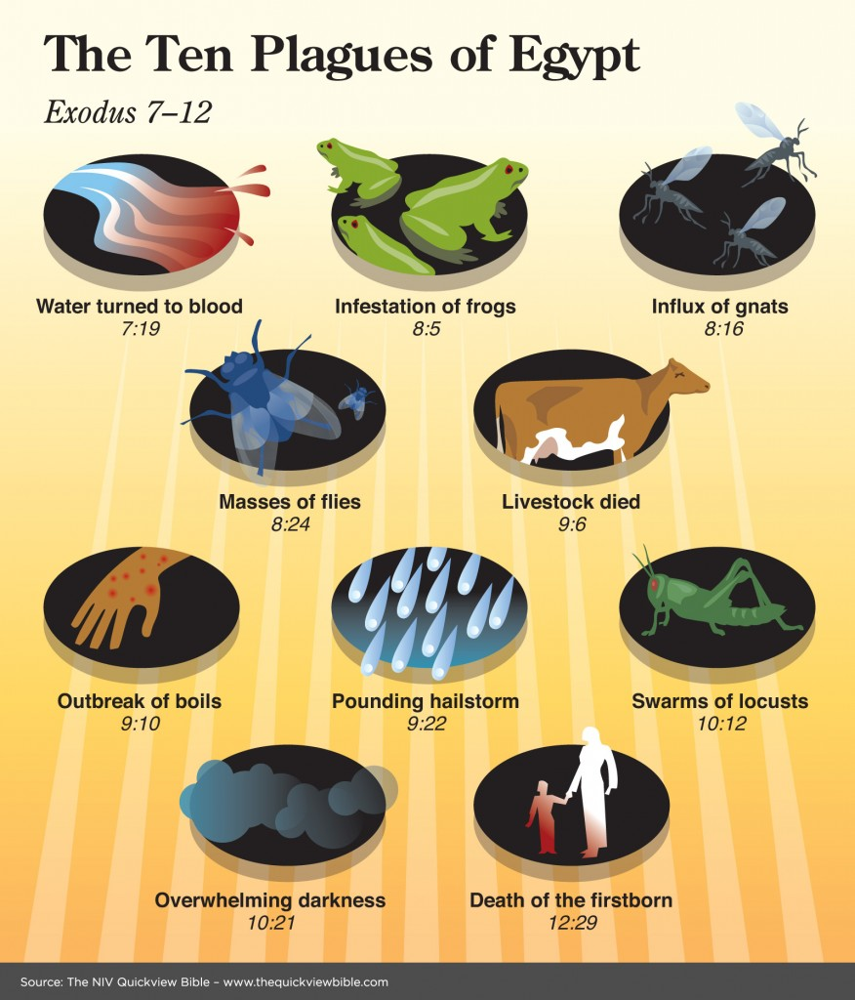 The Ten Plagues of Egypt
Exodus 7–12
Water turned to blood
7:19
Infestation of frogs
8:5
Influx of gnats
8:16
Masses of flies
8:24
Livestock died
9:6
Outbreak of boils
9:10
Pounding hailstorm
9:22
Swarms of locusts
10:12
Overwhelming darkness
10:21
Death of the firstborn
12:29
Source: The NIV Quickview Bible – www.thequickviewbible.com